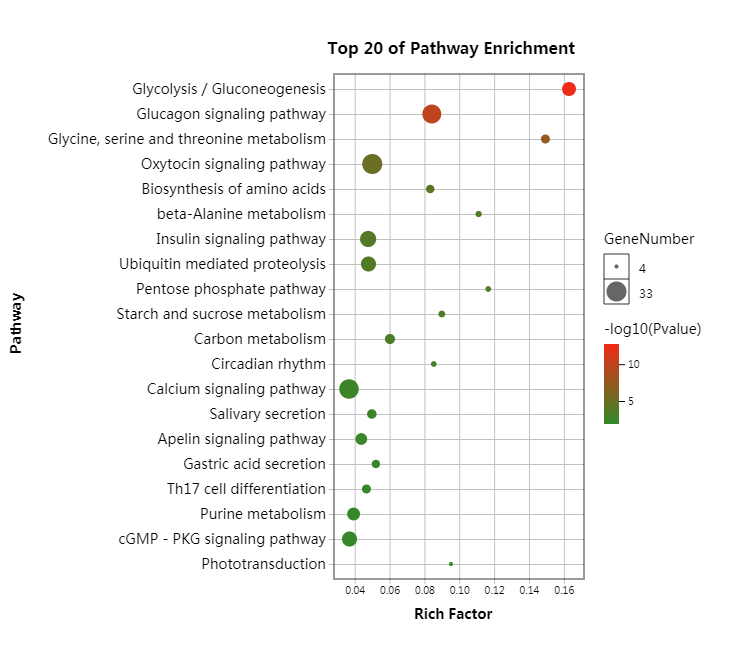 Top 20 of Pathway Enrichment
Glycolysis / Gluconeogenesis
Glucagon signaling pathway
Glycine, serine and threonine metabolism
Oxytocin signaling pathway
Biosynthesis of amino acids
beta-Alanine metabolism
Insulin signaling pathway
Ubiquitin mediated proteolysis
Pentose phosphate pathway
Starch and sucrose metabolism
Carbon metabolism
Circadian rhythm
Calcium signaling pathway
Salivary secretion
Apelin signaling pathway
Gastric acid secretion
Th17 cell differentiation
Purine metabolism
cGMP - PKG signaling pathway
Phototransduction
Pathway
0.04 0.06 0.08 0.10 0.12 0.14 0.16
Rich Factor
GeneNumber
4
33
-log10(Pvalue)
10
5